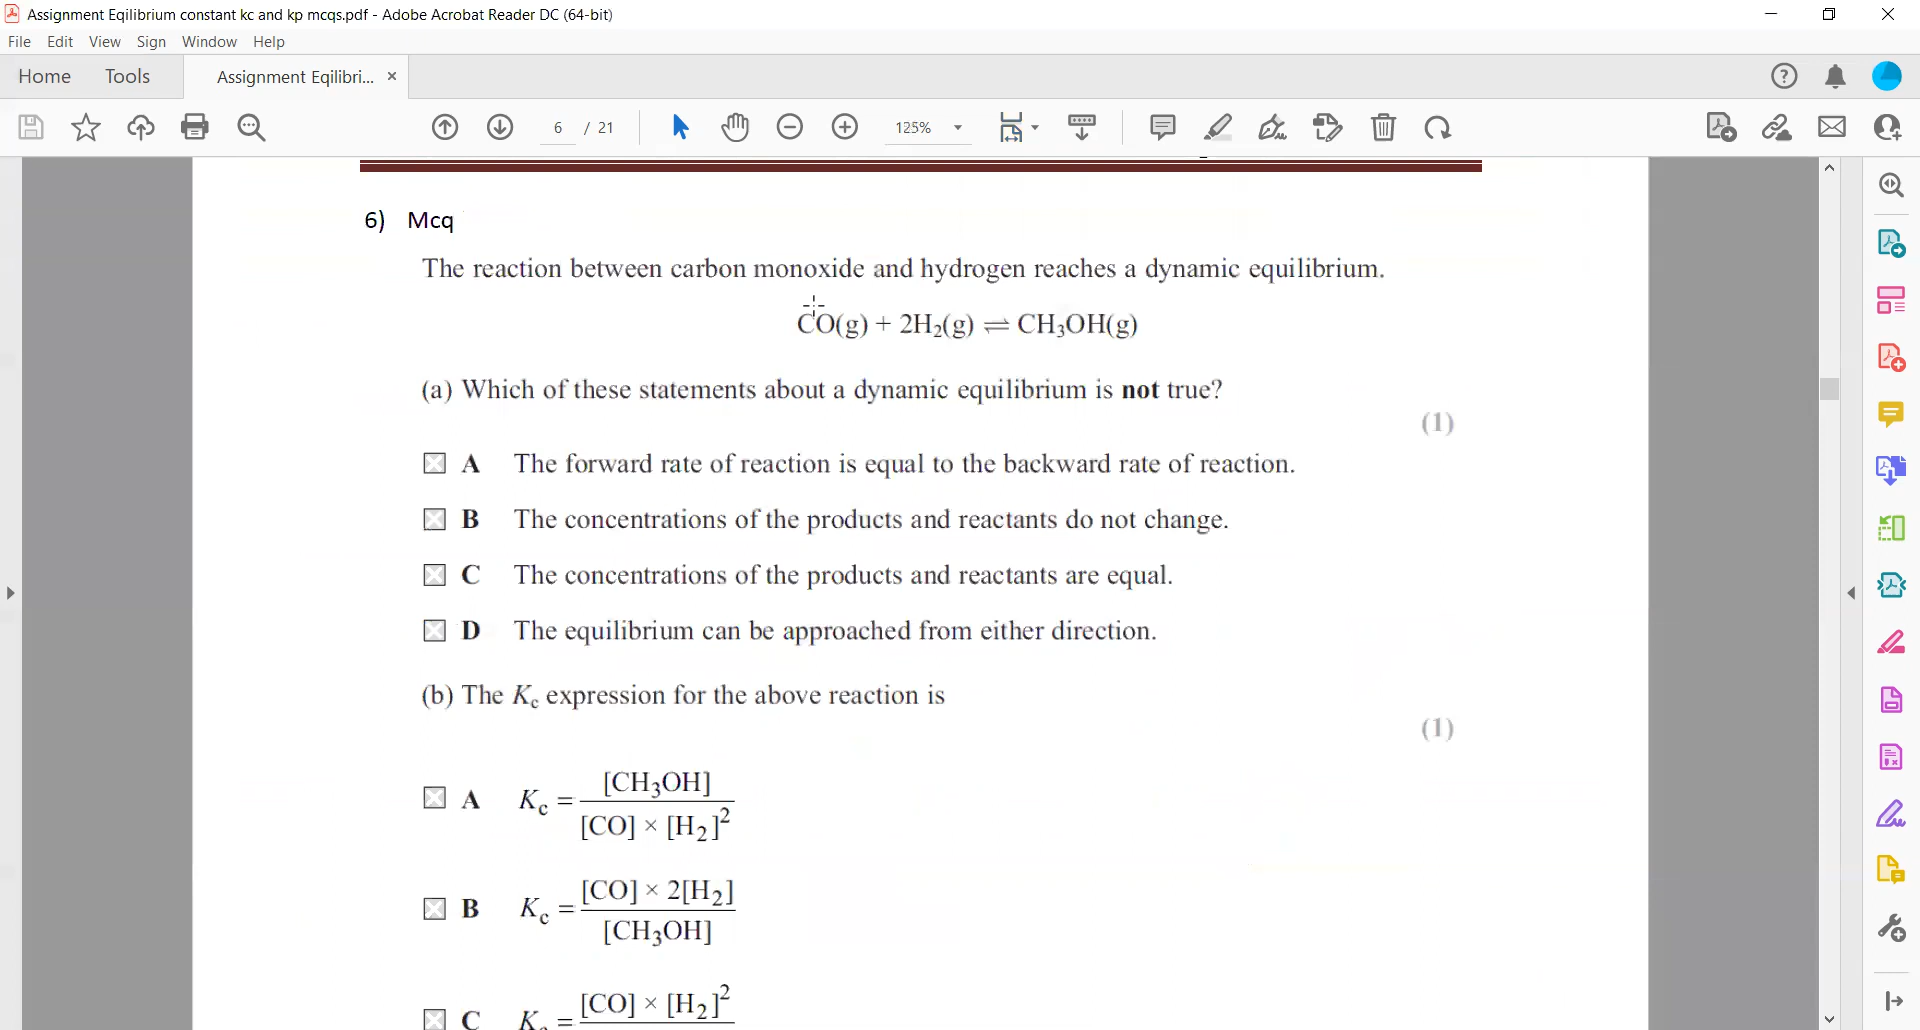 Assignment Eqilibrium constant kc and kp mcqs.pdf - Adobe Acrobat Reader DC (64-bit)
File Edit View Sign Window Help
Home Tools Assignment Eqilibri... ×
6 / 21 125%
6) Mcq
The reaction between carbon monoxide and hydrogen reaches a dynamic equilibrium.
CO(g) + 2H₂(g) ⇌ CH₃OH(g)
(a) Which of these statements about a dynamic equilibrium is not true?
(1)
A The forward rate of reaction is equal to the backward rate of reaction.
B The concentrations of the products and reactants do not change.
C The concentrations of the products and reactants are equal.
D The equilibrium can be approached from either direction.
(b) The Kc expression for the above reaction is
(1)
A Kc = [CH₃OH] / [CO] × [H₂]²
B Kc = [CO] × 2[H₂] / [CH₃OH]
C Kc = [CO] × [H₂]²